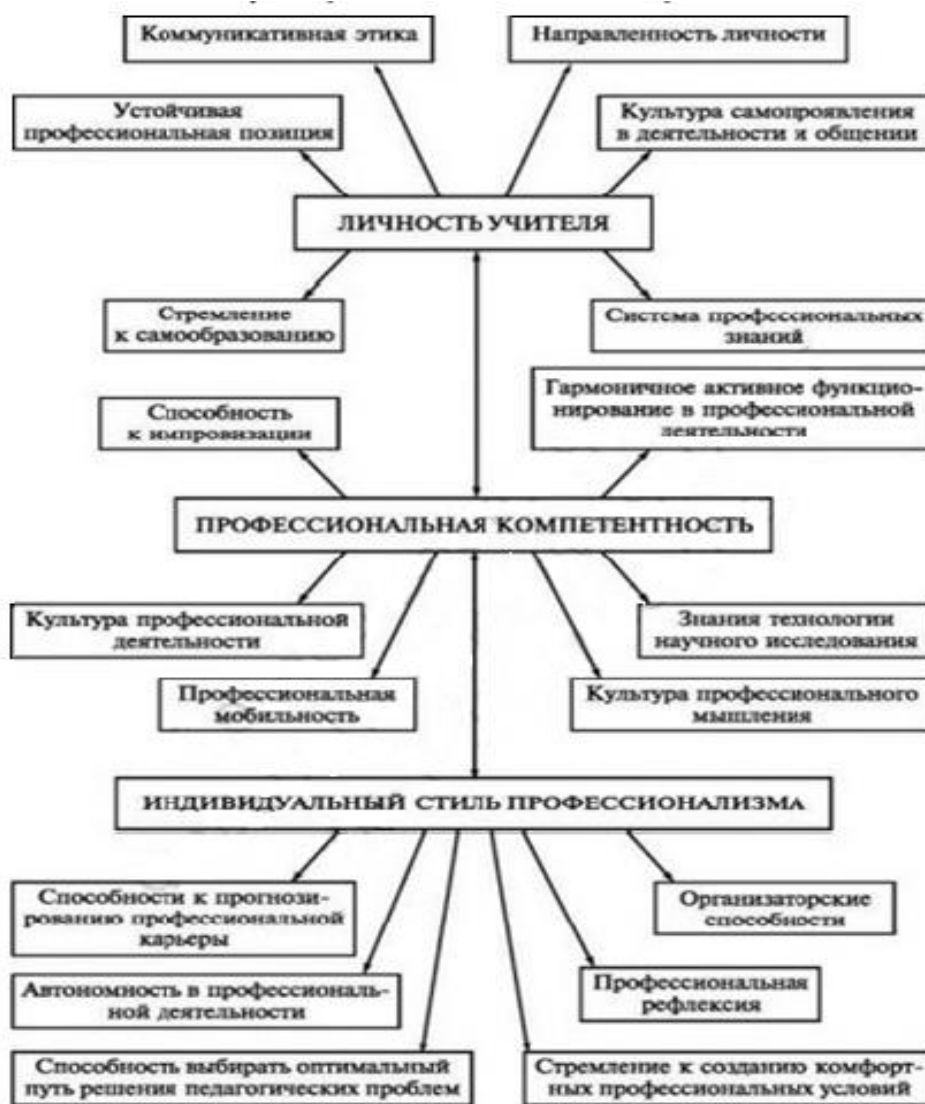 Коммуникативная этика
Направленность личности
Устойчивая
профессиональная позиция
Культура самопроявления
в деятельности и общении
ЛИЧНОСТЬ УЧИТЕЛЯ
Стремление
к самообразованию
Система профессиональных
знаний
Способность
к импровизации
Гармоничное активное функцио-
нирование в профессиональной
деятельности
ПРОФЕССИОНАЛЬНАЯ КОМПЕТЕНТНОСТЬ
Культура профессиональной
деятельности
Знания технологии
научного исследования
Профессиональная
мобильность
Культура профессионального
мышления
ИНДИВИДУАЛЬНЫЙ СТИЛЬ ПРОФЕССИОНАЛИЗМА
Способности к прогнози-
рованию профессиональной
карьеры
Организаторские
способности
Автономность в профессиональ-
ной деятельности
Профессиональная
рефлексия
Способность выбирать оптимальный
путь решения педагогических проблем
Стремление к созданию комфорт-
ных профессиональных условий